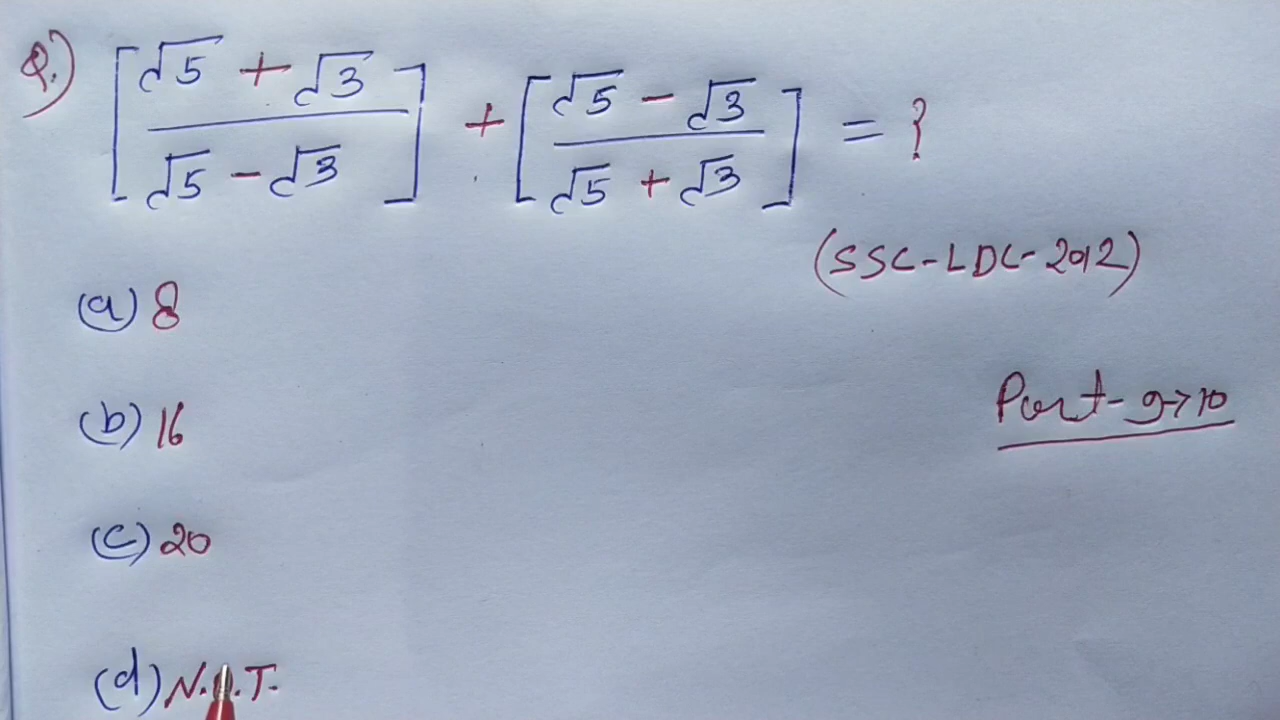 Q.) [√5 + √3 / √5 - √3] + [√5 - √3 / √5 + √3] = ?
(SSC-LDC-2012)
(a) 8
Part-9→10
(b) 16
(c) 20
(d)